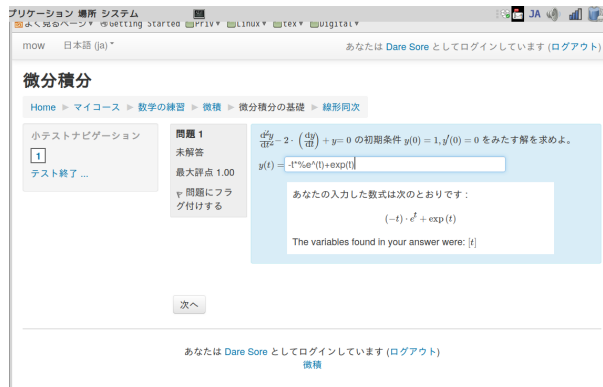 プリケーション 場所 システム JA
よく見るページ▾ Getting Started Priv▾ Linux▾ tex▾ Digital▾
mow 日本語 (ja) あなたは Dare Sore としてログインしています (ログアウト)
微分積分
Home ▶ マイコース ▶ 数学の練習 ▶ 微積 ▶ 微分積分の基礎 ▶ 線形同次
小テストナビゲーション
1
テスト終了 ...
問題 1
未解答
最大評点 1.00
問題にフラ
グ付けする
d²y/dt² − 2 · (dy/dt) + y = 0 の初期条件 y(0) = 1, y′(0) = 0 をみたす解を求めよ。
y(t) = -t*%e^(t)+exp(t)
あなたの入力した数式は次のとおりです :
(−t) · e^t + exp (t)
The variables found in your answer were: [t]
次へ
あなたは Dare Sore としてログインしています (ログアウト)
微積